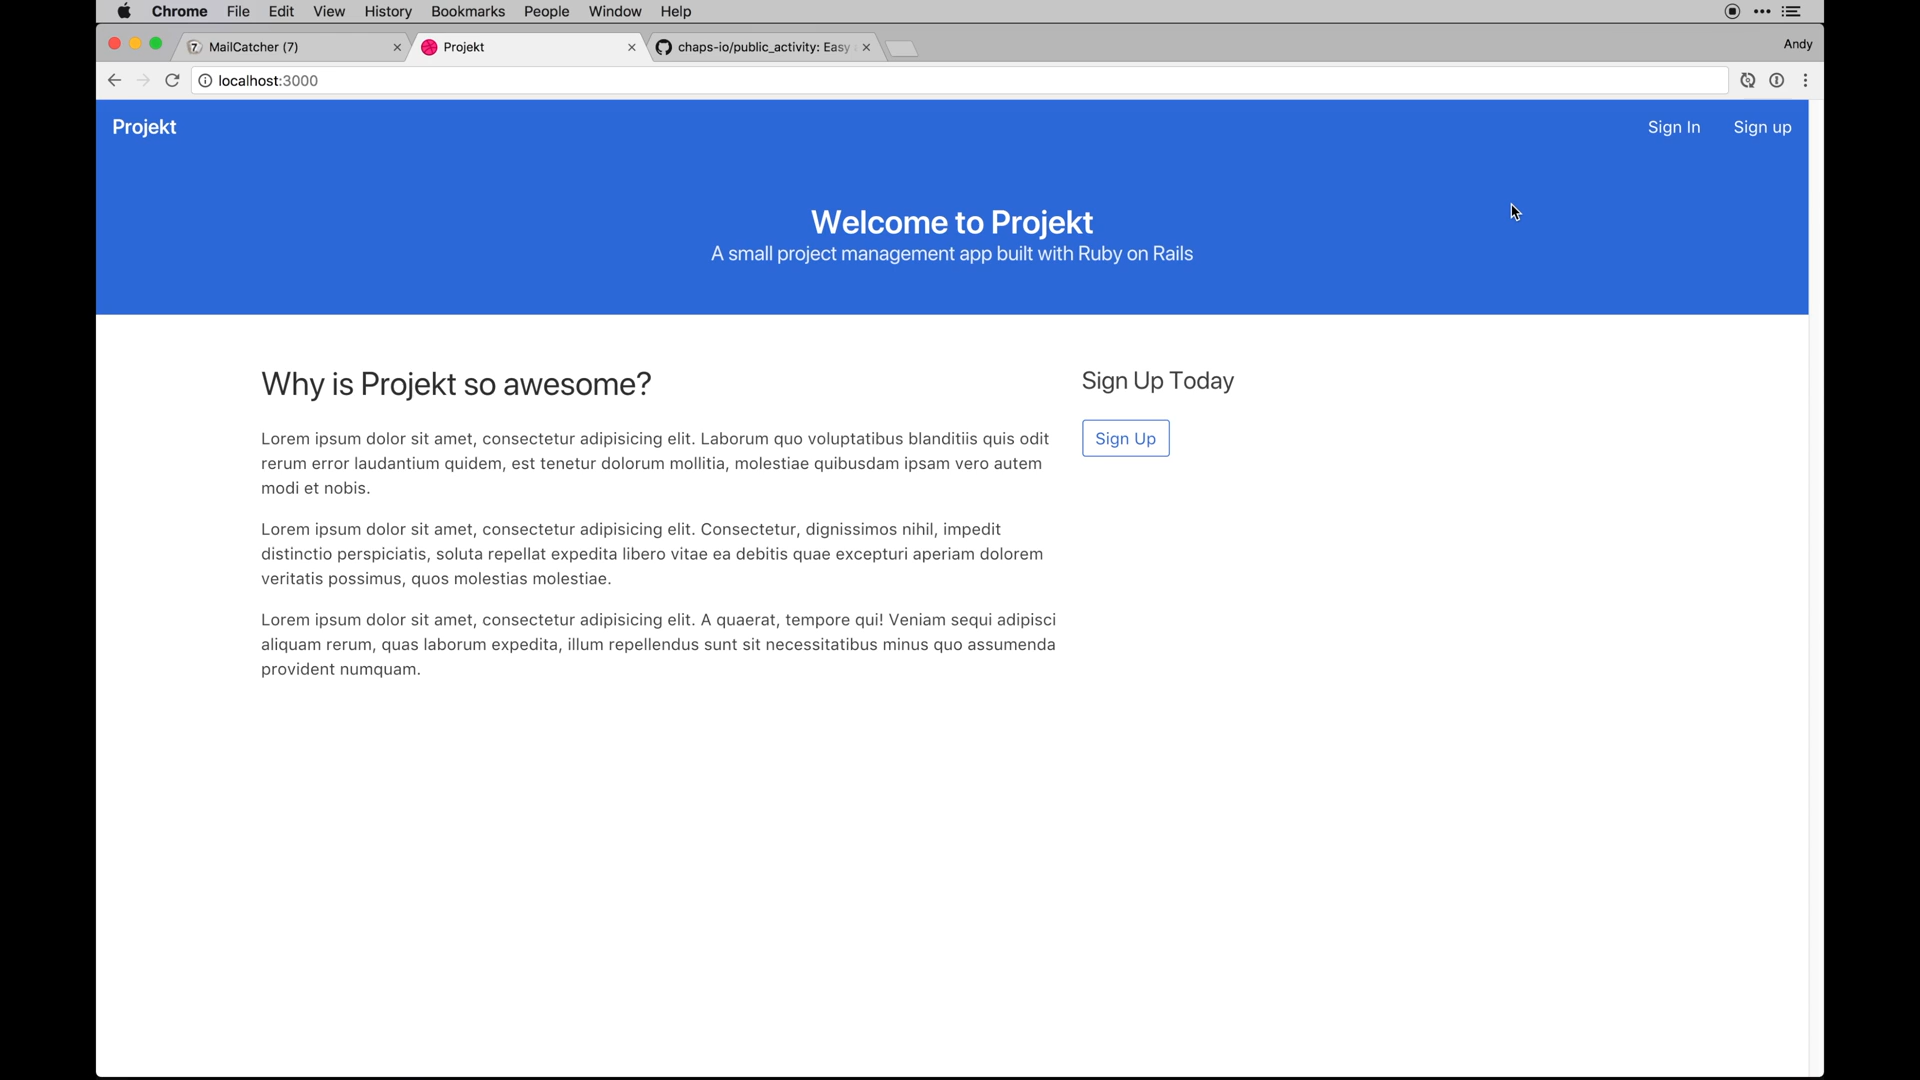 Chrome File Edit View History Bookmarks People Window Help
7 MailCatcher (7)
Projekt
chaps-io/public_activity: Easy
Andy
localhost:3000
Projekt
Sign In
Sign up
Welcome to Projekt
A small project management app built with Ruby on Rails
Why is Projekt so awesome?
Lorem ipsum dolor sit amet, consectetur adipisicing elit. Laborum quo voluptatibus blanditiis quis odit
rerum error laudantium quidem, est tenetur dolorum mollitia, molestiae quibusdam ipsam vero autem
modi et nobis.
Lorem ipsum dolor sit amet, consectetur adipisicing elit. Consectetur, dignissimos nihil, impedit
distinctio perspiciatis, soluta repellat expedita libero vitae ea debitis quae excepturi aperiam dolorem
veritatis possimus, quos molestias molestiae.
Lorem ipsum dolor sit amet, consectetur adipisicing elit. A quaerat, tempore qui! Veniam sequi adipisci
aliquam rerum, quas laborum expedita, illum repellendus sunt sit necessitatibus minus quo assumenda
provident numquam.
Sign Up Today
Sign Up